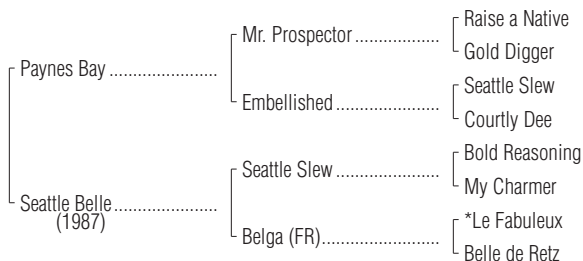 Raise a Native
Mr. Prospector ....................
Gold Digger
Paynes Bay .........................
Seattle Slew
Embellished .........................
Courtly Dee
Bold Reasoning
Seattle Slew .........................
My Charmer
Seattle Belle ........................
(1987)
*Le Fabuleux
Belga (FR)............................
Belle de Retz